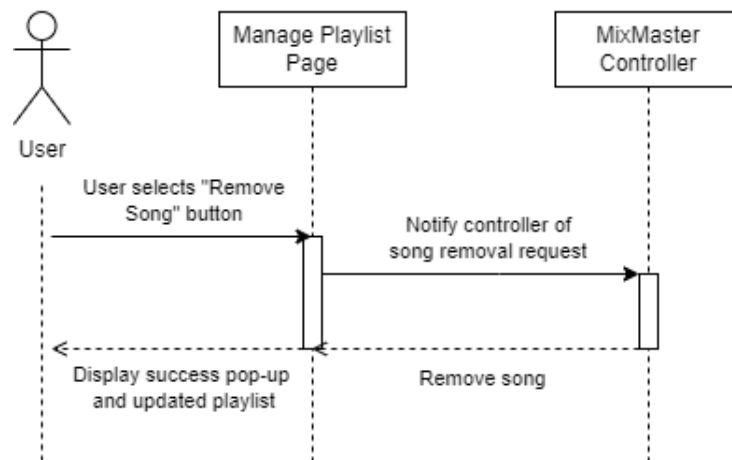 Manage Playlist
Page
MixMaster
Controller
User
User selects "Remove
Song" button
Notify controller of
song removal request
Display success pop-up
and updated playlist
Remove song